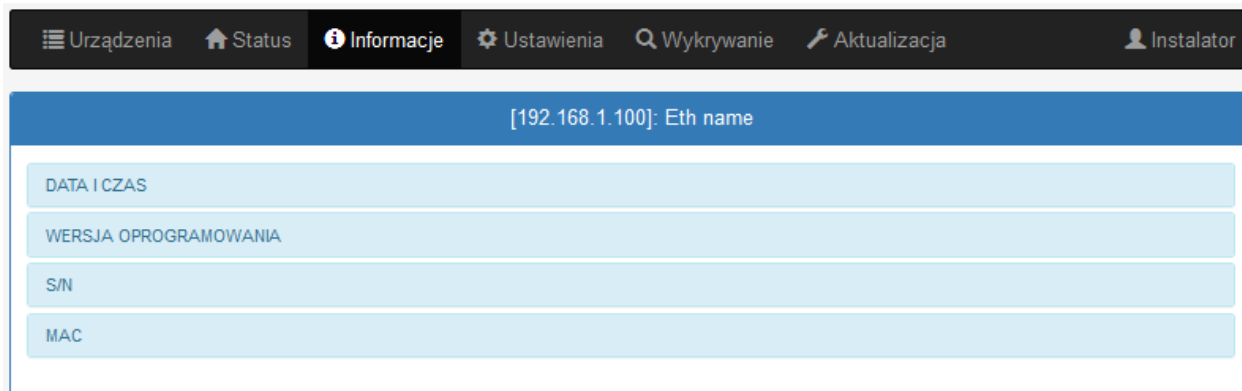 Urządzenia Status Informacje Ustawienia Wykrywanie Aktualizacja Instalator
[192.168.1.100]: Eth name
DATA I CZAS
WERSJA OPROGRAMOWANIA
S/N
MAC